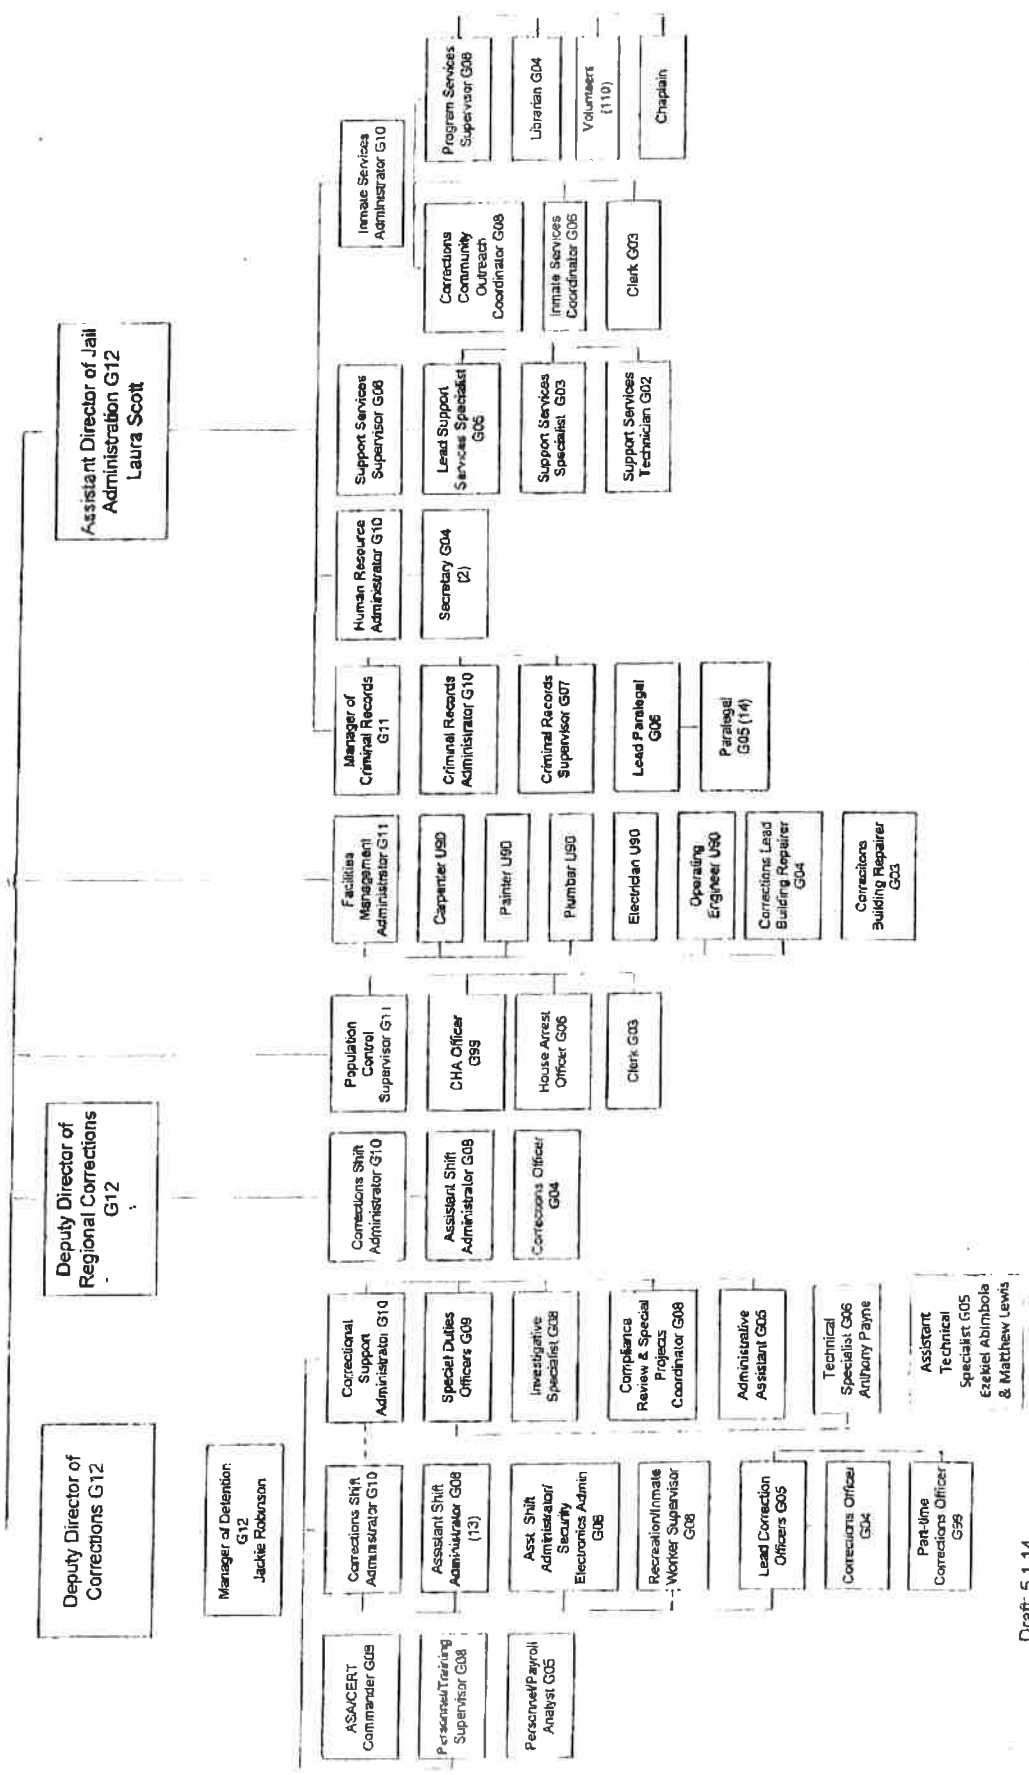 Deputy Director of
Corrections G12
Deputy Director of
Regional Corrections
G12
Assistant Director of Jail
Administration G12
Laura Scott
Manager of Detention
G12
Jackie Robinson
ASA/CERT
Commander G09
Personnel/Training
Supervisor G08
Personnel/Payroll
Analyst G05
Corrections Shift
Administrator G10
Assistant Shift
Administrator G08
(13)
Asst Shift
Administrator/
Security
Electronics Admin
G08
Recreation/Inmate
Worker Supervisor
G08
Lead Correction
Officers G05
Corrections Officer
G04
Part-time
Corrections Officer
G99
Correctional
Support
Administrator G10
Special Duties
Officers G09
Investigative
Specialist G08
Compliance
Review & Special
Projects
Coordinator G08
Administrative
Assistant G05
Technical
Specialist G06
Anthony Payne
Assistant
Technical
Specialist G05
Ezekiel Abimbola
& Matthew Lewis
Corrections Shift
Administrator G10
Assistant Shift
Administrator G08
Corrections Officer
G04
Population
Control
Supervisor G11
CHA Officer
G99
House Arrest
Officer G06
Clerk G03
Facilities
Management
Administrator G11
Carpenter U90
Painter U90
Plumber U90
Electrician U90
Operating
Engineer U90
Corrections Lead
Building Repairer
G04
Correcitons
Building Repairer
G03
Manager of
Criminal Records
G11
Criminal Records
Administrator G10
Criminal Records
Supervisor G07
Lead Paralegal
G06
Paralegal
G05 (14)
Human Resource
Administrator G10
Secretary G04
(2)
Support Services
Supervisor G08
Lead Support
Services Specialist
G05
Support Services
Specialist G03
Support Services
Technician G02
Inmate Services
Administrator G10
Corrections
Community
Outreach
Coordinator G08
Inmate Services
Coordinator G06
Clerk G03
Program Services
Supervisor G08
Librarian G04
Volunteers
(110)
Chaplain
Draft: 5.1.14